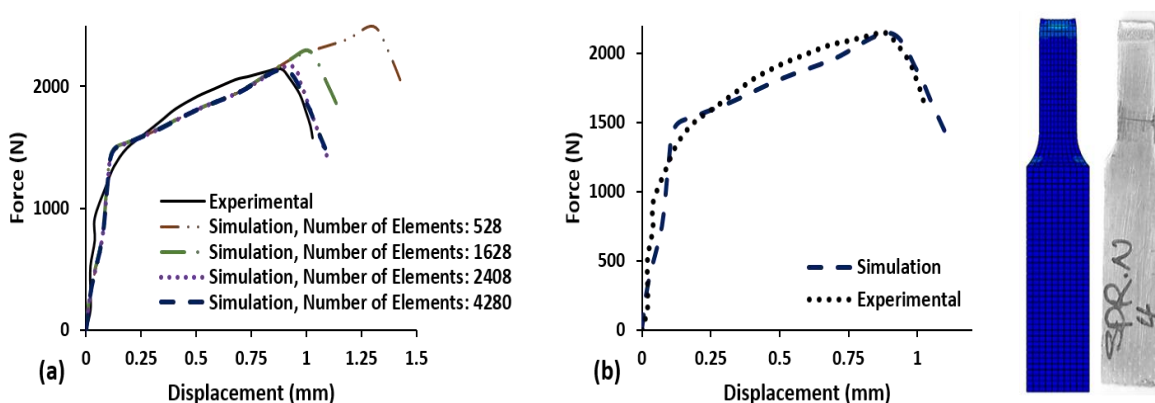 Force (N)
2000
1000
0
0
0.25
0.5
0.75
1
1.25
1.5
Experimental
Simulation, Number of Elements: 528
Simulation, Number of Elements: 1628
Simulation, Number of Elements: 2408
Simulation, Number of Elements: 4280
(a)
Displacement (mm)
Force (N)
2000
1500
1000
500
0
0
0.25
0.5
0.75
1
Simulation
Experimental
(b)
Displacement (mm)
SPR.N
4